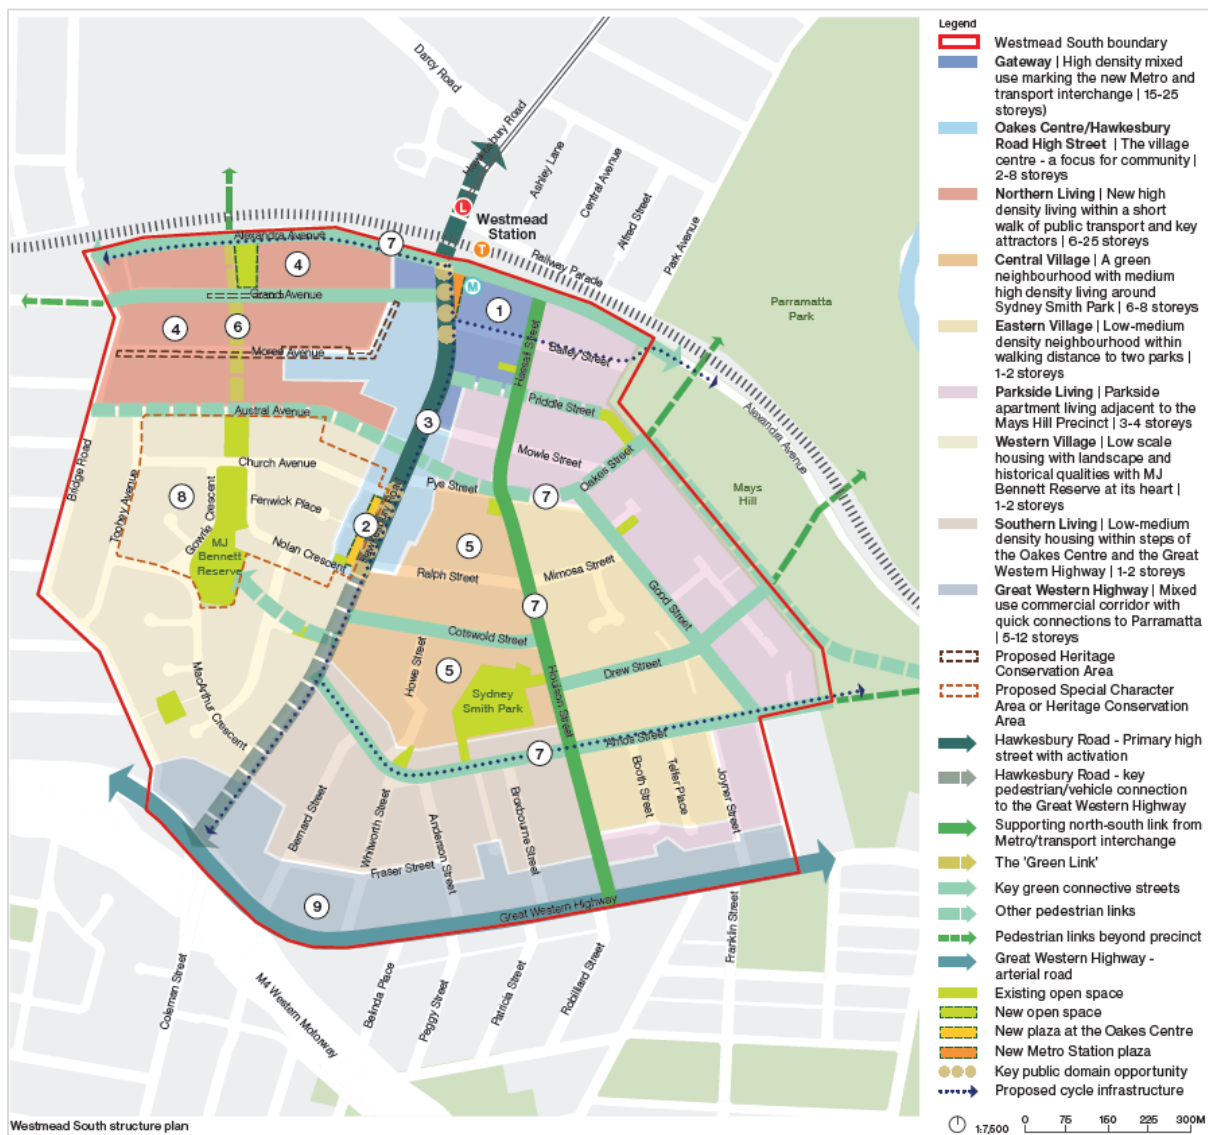 Legend
Westmead South boundary
Gateway | High density mixed
use marking the new Metro and
transport interchange | 15-25
storeys)
Oakes Centre/Hawkesbury
Road High Street | The village
centre - a focus for community |
2-8 storeys
Northern Living | New high
density living within a short
walk of public transport and key
attractors | 6-25 storeys
Central Village | A green
neighbourhood with medium
high density living around
Sydney Smith Park | 6-8 storeys
Eastern Village | Low-medium
density neighbourhood within
walking distance to two parks |
1-2 storeys
Parkside Living | Parkside
apartment living adjacent to the
Mays Hill Precinct | 3-4 storeys
Western Village | Low scale
housing with landscape and
historical qualities with MJ
Bennett Reserve at its heart |
1-2 storeys
Southern Living | Low-medium
density housing within steps of
the Oakes Centre and the Great
Western Highway | 1-2 storeys
Great Western Highway | Mixed
use commercial corridor with
quick connections to Parramatta
| 5-12 storeys
Proposed Heritage
Conservation Area
Proposed Special Character
Area or Heritage Conservation
Area
Hawkesbury Road - Primary high
street with activation
Hawkesbury Road - key
pedestrian/vehicle connection
to the Great Western Highway
Supporting north-south link from
Metro/transport interchange
The 'Green Link'
Key green connective streets
Other pedestrian links
Pedestrian links beyond precinct
Great Western Highway -
arterial road
Existing open space
New open space
New plaza at the Oakes Centre
New Metro Station plaza
Key public domain opportunity
Proposed cycle infrastructure
1:7,500
0 75 150 225 300M
Darcy Road
Hawkesbury Road
Ashley Lane
Central Avenue
Alfred Street
Park Avenue
L
Westmead
Station
T
Railway Parade
M
Alexandra Avenue
7
4
1
Grand Avenue
4
6
Moree Avenue
Bailey Street
Hassall Street
Parramatta
Park
Austral Avenue
3
Priddle Street
Alexandra Avenue
Bridge Road
Church Avenue
Mowle Street
Oakes Street
Toohey Avenue
8
Gowrie Crescent
Fenwick Place
Pye Street
7
Mays
Hill
2
Hawkesbury Road
Nolan Crescent
MJ
Bennett
Reserve
5
Ralph Street
Mimosa Street
Good Street
7
Cotswold Street
Howe Street
5
Drew Street
Houison Street
MacArthur Crescent
Sydney
Smith Park
Amos Street
7
Booth Street
Telfer Place
Joyner Street
Bernard Street
Whitworth Street
Anderson Street
Broxbourne Street
Fraser Street
9
Great Western Highway
Franklin Street
Coleman Street
M4 Western Motorway
Belinda Place
Peggy Street
Patricia Street
Robilliard Street
Westmead South structure plan